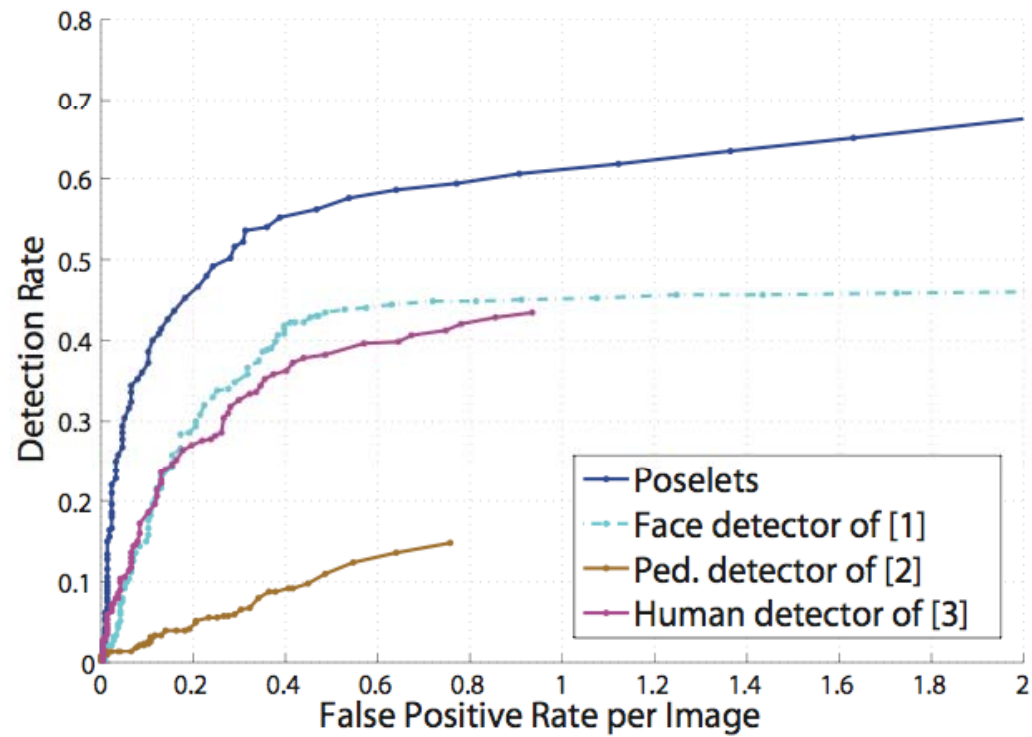 0.8
0.7
0.6
0.5
0.4
0.3
0.2
0.1
0
Detection Rate
Poselets
Face detector of [1]
Ped. detector of [2]
Human detector of [3]
0 0.2 0.4 0.6 0.8 1 1.2 1.4 1.6 1.8 2
False Positive Rate per Image